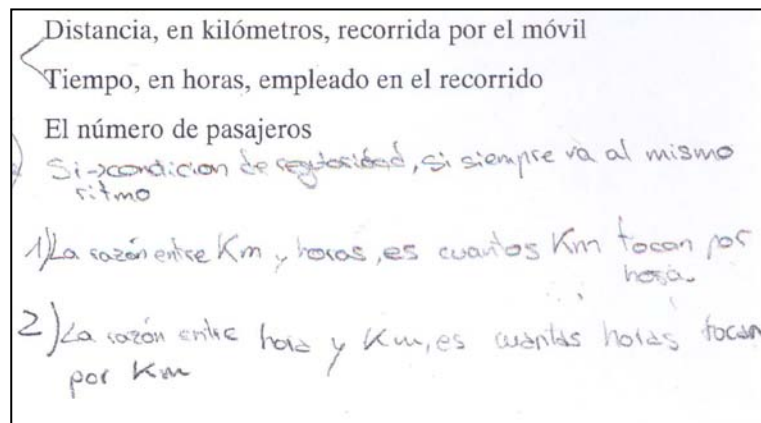 Distancia, en kilómetros, recorrida por el móvil
Tiempo, en horas, empleado en el recorrido
El número de pasajeros
Si->condicion de regularidad, si siempre va al mismo
ritmo
1) La razón entre Km y horas, es cuantos Km tocan por
hora
2) La razón entre hora y Km, es cuantas horas tocan
por Km